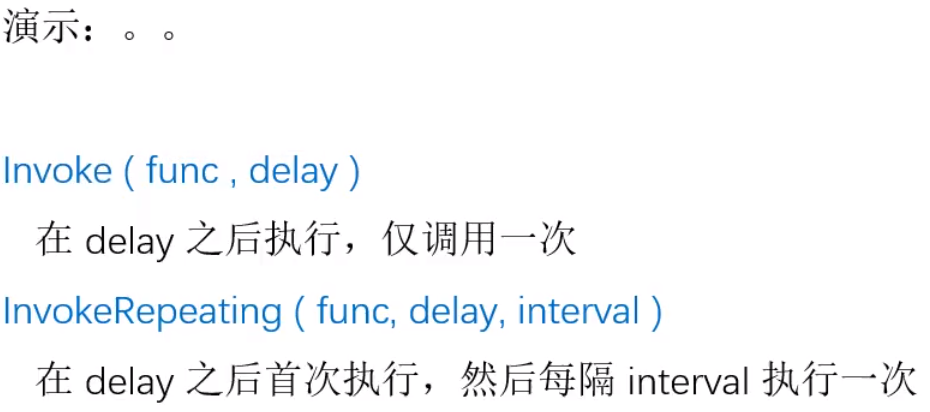 演示：。。
Invoke ( func , delay )
在 delay 之后执行，仅调用一次
InvokeRepeating ( func, delay, interval )
在 delay 之后首次执行，然后每隔 interval 执行一次